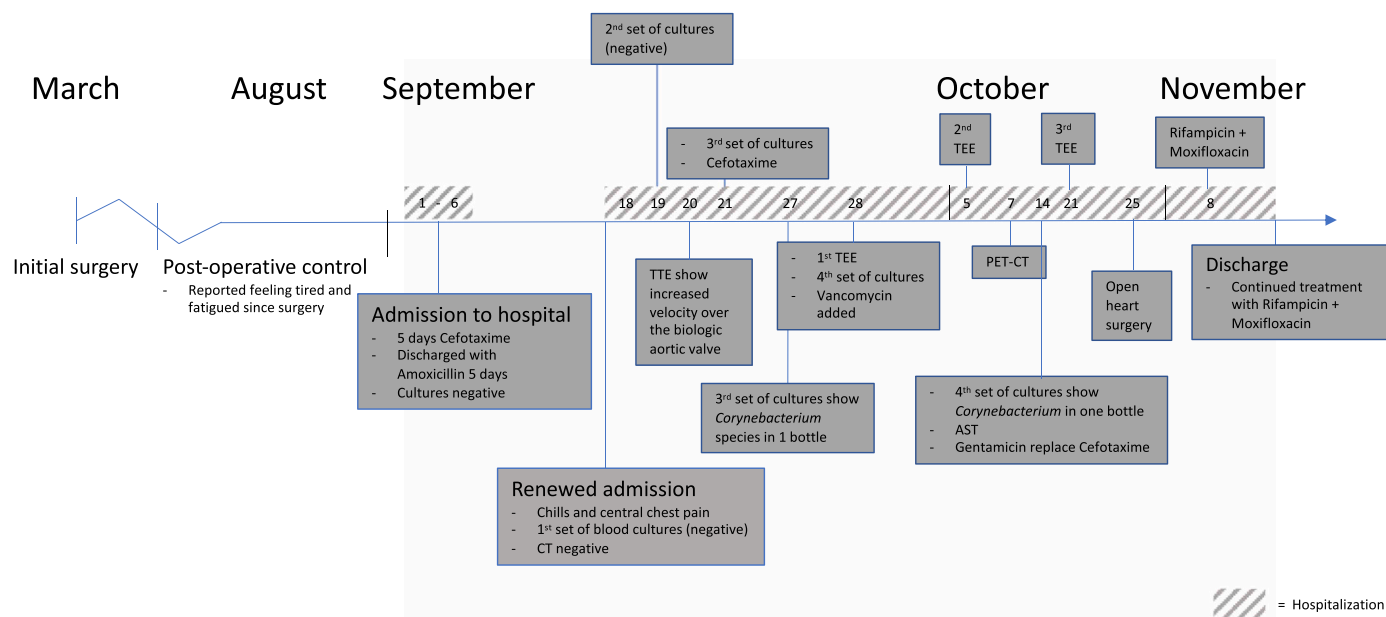 2nd set of cultures
(negative)
March
August
September
October
November
- 3rd set of cultures
- Cefotaxime
2nd
TEE
3rd
TEE
Rifampicin +
Moxifloxacin
1 - 6
18
19
20
21
27
28
5
7
14
21
25
8
Initial surgery
Post-operative control
- Reported feeling tired and
fatigued since surgery
Admission to hospital
- 5 days Cefotaxime
- Discharged with
Amoxicillin 5 days
- Cultures negative
TTE show
increased
velocity over
the biologic
aortic valve
- 1st TEE
- 4th set of cultures
- Vancomycin
added
PET-CT
Open
heart
surgery
Discharge
- Continued treatment
with Rifampicin +
Moxifloxacin
3rd set of cultures show
Corynebacterium
species in 1 bottle
- 4th set of cultures show
Corynebacterium in one bottle
- AST
- Gentamicin replace Cefotaxime
Renewed admission
- Chills and central chest pain
- 1st set of blood cultures (negative)
- CT negative
= Hospitalization